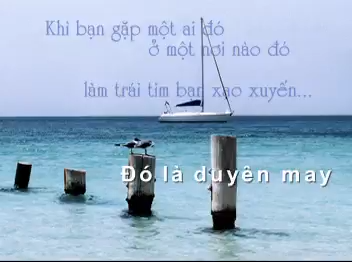 Khi bạn gặp một ai đó
ở một nơi nào đó
làm trái tim bạn xao xuyến...
Đó là duyên may